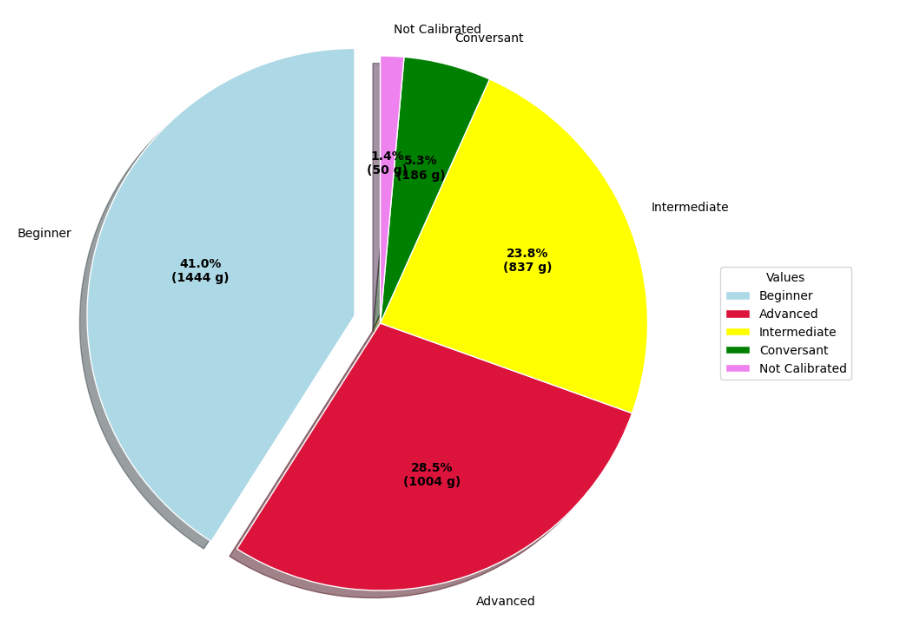 Not Calibrated
Conversant
1.4%
(50 g)
5.3%
(186 g)
Intermediate
Beginner
23.8%
(837 g)
41.0%
(1444 g)
Values
Beginner
Advanced
Intermediate
Conversant
Not Calibrated
28.5%
(1004 g)
Advanced